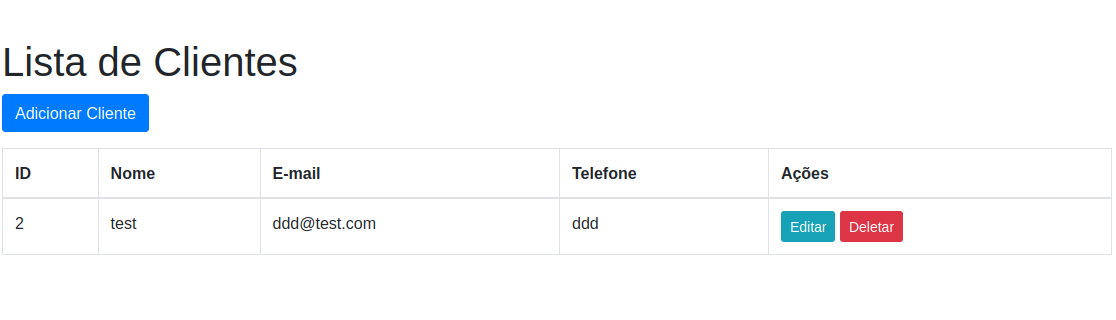 Lista de Clientes
Adicionar Cliente
ID Nome E-mail Telefone Ações
2 test ddd@test.com ddd Editar Deletar